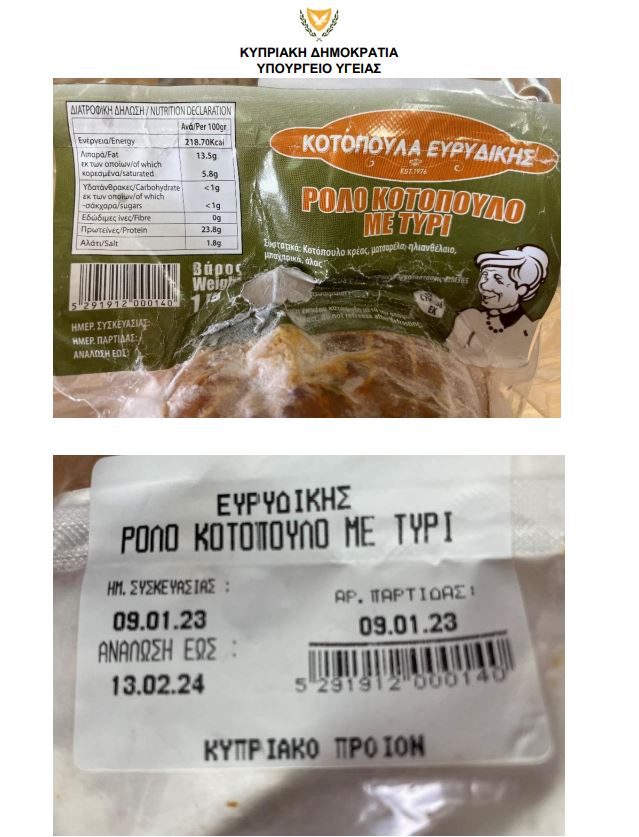 ΚΥΠΡΙΑΚΗ ΔΗΜΟΚΡΑΤΙΑ
ΥΠΟΥΡΓΕΙΟ ΥΓΕΙΑΣ
ΔΙΑΤΡΟΦΙΚΗ ΔΗΛΩΣΗ / NUTRITION DECLARATION
Ανά/Per 100gr
Ενέργεια/Energy 218.70Kcal
Λιπαρά/Fat 13.5g
εκ των οποίων/of which
κορεσμένα/saturated 5.8g
Υδατάνθρακες/Carbohydrate <1g
εκ των οποίων/of which
-σάκχαρα/sugars <1g
Εδώδιμες ίνες/Fibre 0g
Πρωτεΐνες/Protein 23.8g
Αλάτι/Salt 1.8g
ΚΟΤΟΠΟΥΛΑ ΕΥΡΥΔΙΚΗΣ
EST.1976
ΡΟΛΟ ΚΟΤΟΠΟΥΛΟ
ΜΕ ΤΥΡΙ
Συστατικά: Κοτόπουλο κρέας, μοτσαρέλα, ηλιανθέλαιο,
μπαχαρικά, άλας
Βάρος
Weight
5 291912 000140
ΗΜΕΡ. ΣΥΣΚΕΥΑΣΙΑΣ:
ΗΜΕΡ. ΠΑΡΤΙΔΑΣ:
ΑΝΑΛΩΣΗ ΕΩΣ:
ΕΚ
ΕΥΡΥΔΙΚΗΣ
ΡΟΛΟ ΚΟΤΟΠΟΥΛΟ ΜΕ ΤΥΡΙ
ΗΜ. ΣΥΣΚΕΥΑΣΙΑΣ :
ΑΡ. ΠΑΡΤΙΔΑΣ:
09.01.23
09.01.23
ΑΝΑΛΩΣΗ ΕΩΣ :
13.02.24
5 291912 000140
ΚΥΠΡΙΑΚΟ ΠΡΟΙΟΝ